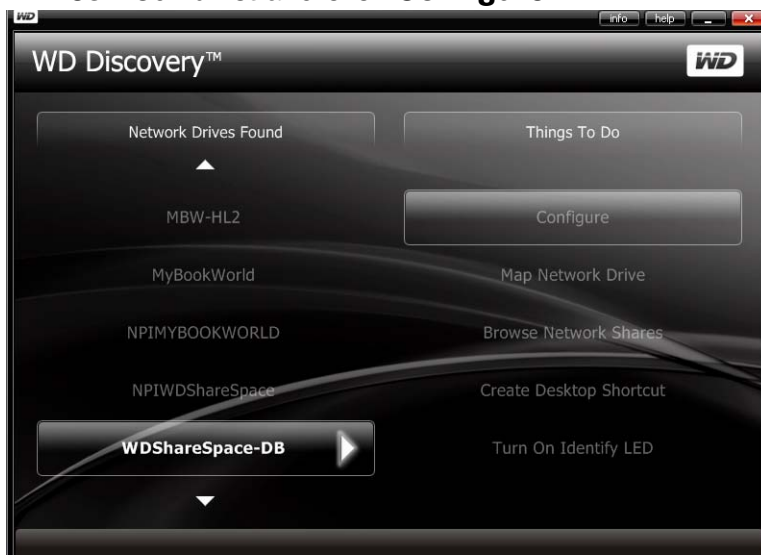 WD
info help
WD Discovery™
WD
Network Drives Found
Things To Do
MBW-HL2
Configure
MyBookWorld
Map Network Drive
NPIMYBOOKWORLD
Browse Network Shares
NPIWDShareSpace
Create Desktop Shortcut
WDShareSpace-DB
Turn On Identify LED